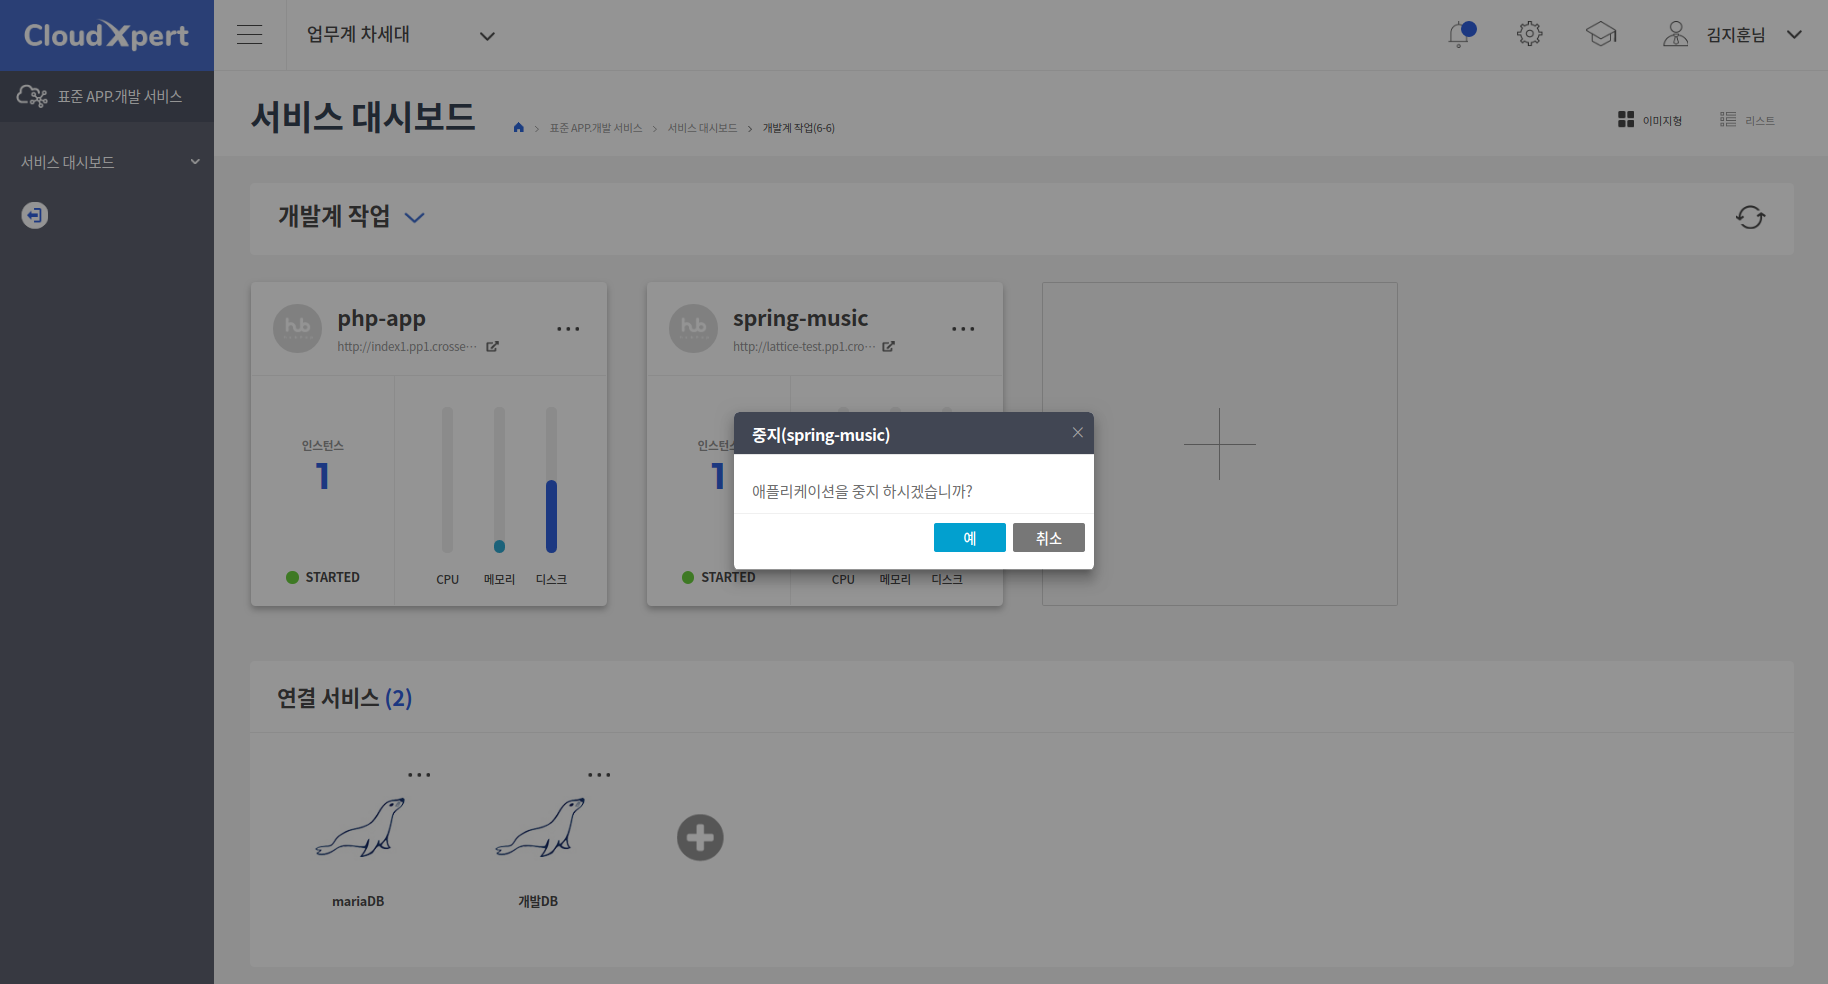 CloudXpert
업무계 차세대
김지훈님
표준 APP.개발 서비스
서비스 대시보드
서비스 대시보드
표준 APP.개발 서비스 > 서비스 대시보드 > 개발계 작업(6-6)
이미지형
리스트
개발계 작업
hub
php-app
http://index1.pp1.crosse···
인스턴스
1
STARTED
CPU 메모리 디스크
hub
spring-music
http://lattice-test.pp1.cro···
인스턴스
1
STARTED
CPU 메모리 디스크
중지(spring-music)
애플리케이션을 중지 하시겠습니까?
예
취소
연결 서비스 (2)
mariaDB
개발DB